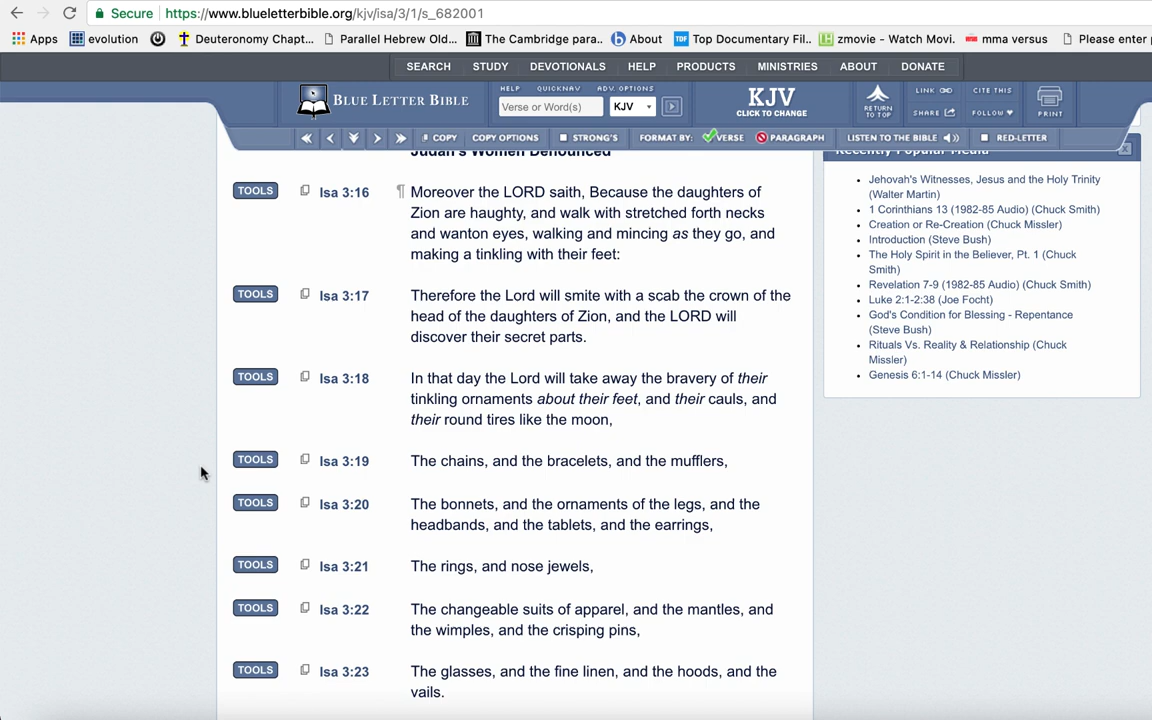 Secure https://www.blueletterbible.org/kjv/isa/3/1/s_682001
Apps evolution Deuteronomy Chapt... Parallel Hebrew Old... The Cambridge para.. About TDF Top Documentary Fil.. zmovie - Watch Movi. mma versus Please enter
SEARCH STUDY DEVOTIONALS HELP PRODUCTS MINISTRIES ABOUT DONATE
BLUE LETTER BIBLE
HELP QUICKNAV ADV. OPTIONS
Verse or Word(s) KJV
KJV
CLICK TO CHANGE
RETURN TO TOP
LINK CITE THIS
SHARE FOLLOW PRINT
COPY COPY OPTIONS STRONG'S FORMAT BY: VERSE PARAGRAPH LISTEN TO THE BIBLE RED-LETTER
Judah's Women Denounced
TOOLS Isa 3:16 ¶ Moreover the LORD saith, Because the daughters of
Zion are haughty, and walk with stretched forth necks
and wanton eyes, walking and mincing as they go, and
making a tinkling with their feet:
TOOLS Isa 3:17 Therefore the Lord will smite with a scab the crown of the
head of the daughters of Zion, and the LORD will
discover their secret parts.
TOOLS Isa 3:18 In that day the Lord will take away the bravery of their
tinkling ornaments about their feet, and their cauls, and
their round tires like the moon,
TOOLS Isa 3:19 The chains, and the bracelets, and the mufflers,
TOOLS Isa 3:20 The bonnets, and the ornaments of the legs, and the
headbands, and the tablets, and the earrings,
TOOLS Isa 3:21 The rings, and nose jewels,
TOOLS Isa 3:22 The changeable suits of apparel, and the mantles, and
the wimples, and the crisping pins,
TOOLS Isa 3:23 The glasses, and the fine linen, and the hoods, and the
vails.
Recently Popular Media
Jehovah's Witnesses, Jesus and the Holy Trinity
(Walter Martin)
1 Corinthians 13 (1982-85 Audio) (Chuck Smith)
Creation or Re-Creation (Chuck Missler)
Introduction (Steve Bush)
The Holy Spirit in the Believer, Pt. 1 (Chuck
Smith)
Revelation 7-9 (1982-85 Audio) (Chuck Smith)
Luke 2:1-2:38 (Joe Focht)
God's Condition for Blessing - Repentance
(Steve Bush)
Rituals Vs. Reality & Relationship (Chuck
Missler)
Genesis 6:1-14 (Chuck Missler)